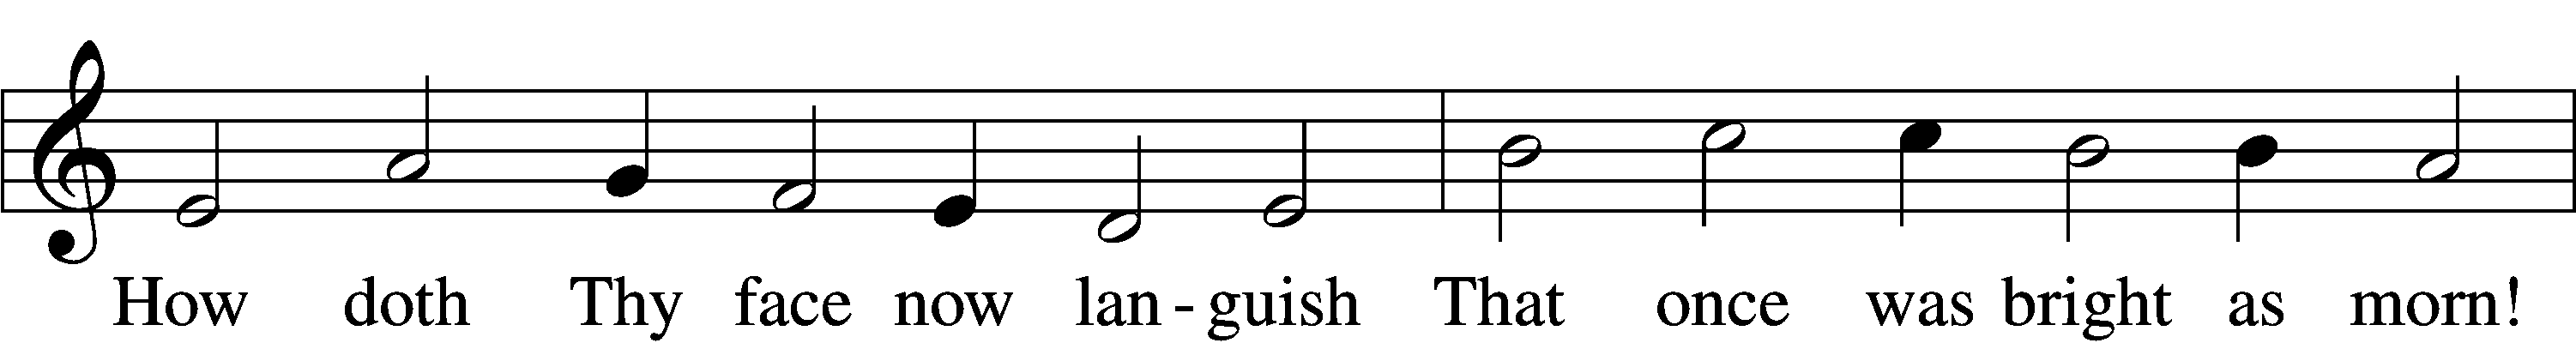 How doth Thy face now lan-guish That once was bright as morn!